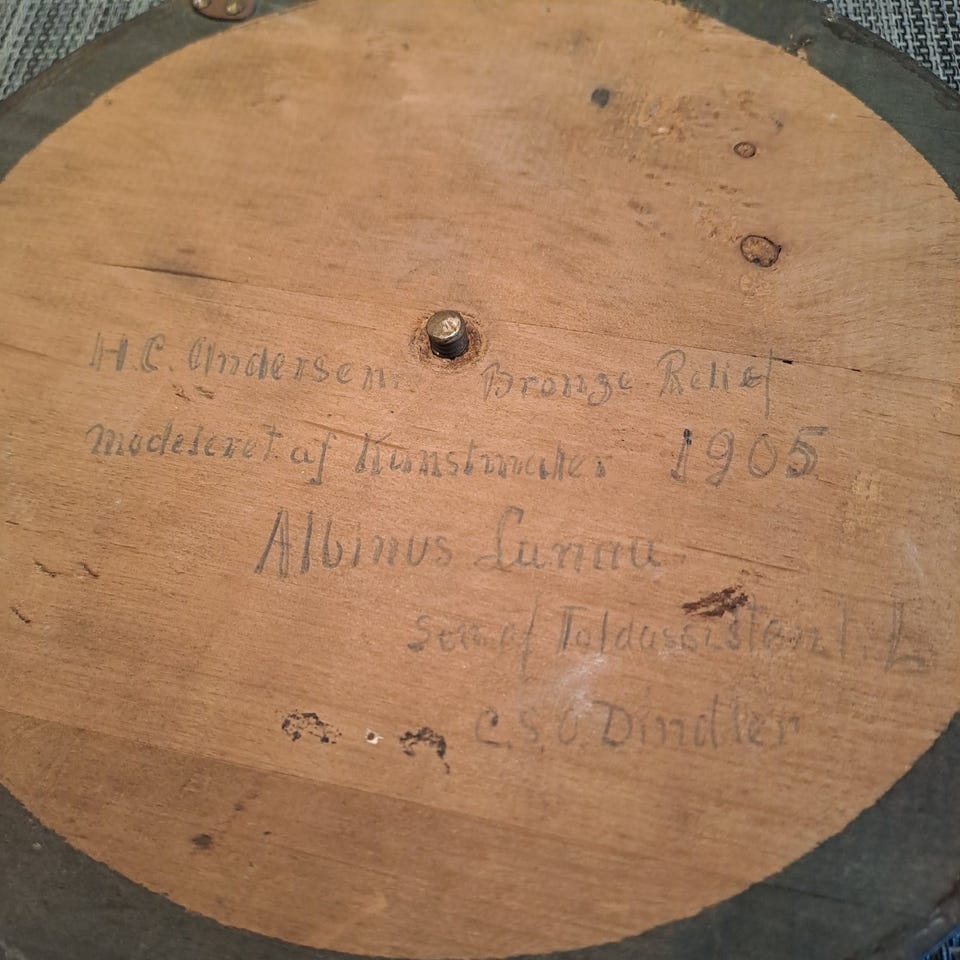 H.C. Andersen. Bronze Relief
modeleret af Kunstmaler 1905
Albinus Lunau
søn af Toldassistent. L
C.S.O. Dindler